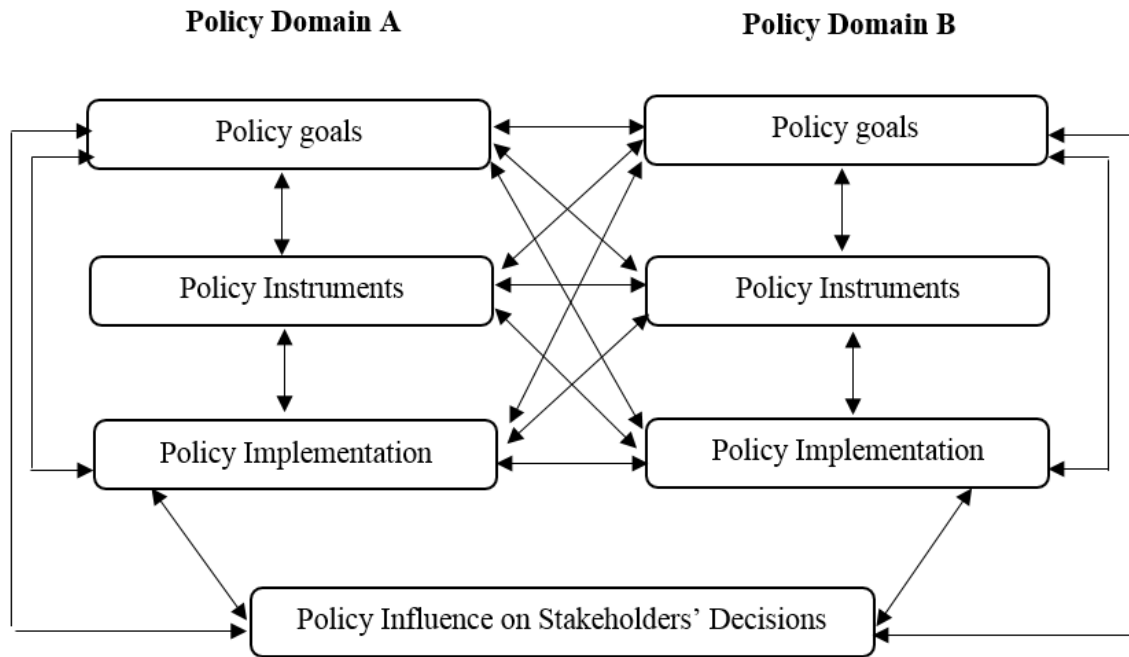 Policy Domain A
Policy Domain B
Policy goals
Policy goals
Policy Instruments
Policy Instruments
Policy Implementation
Policy Implementation
Policy Influence on Stakeholders’ Decisions